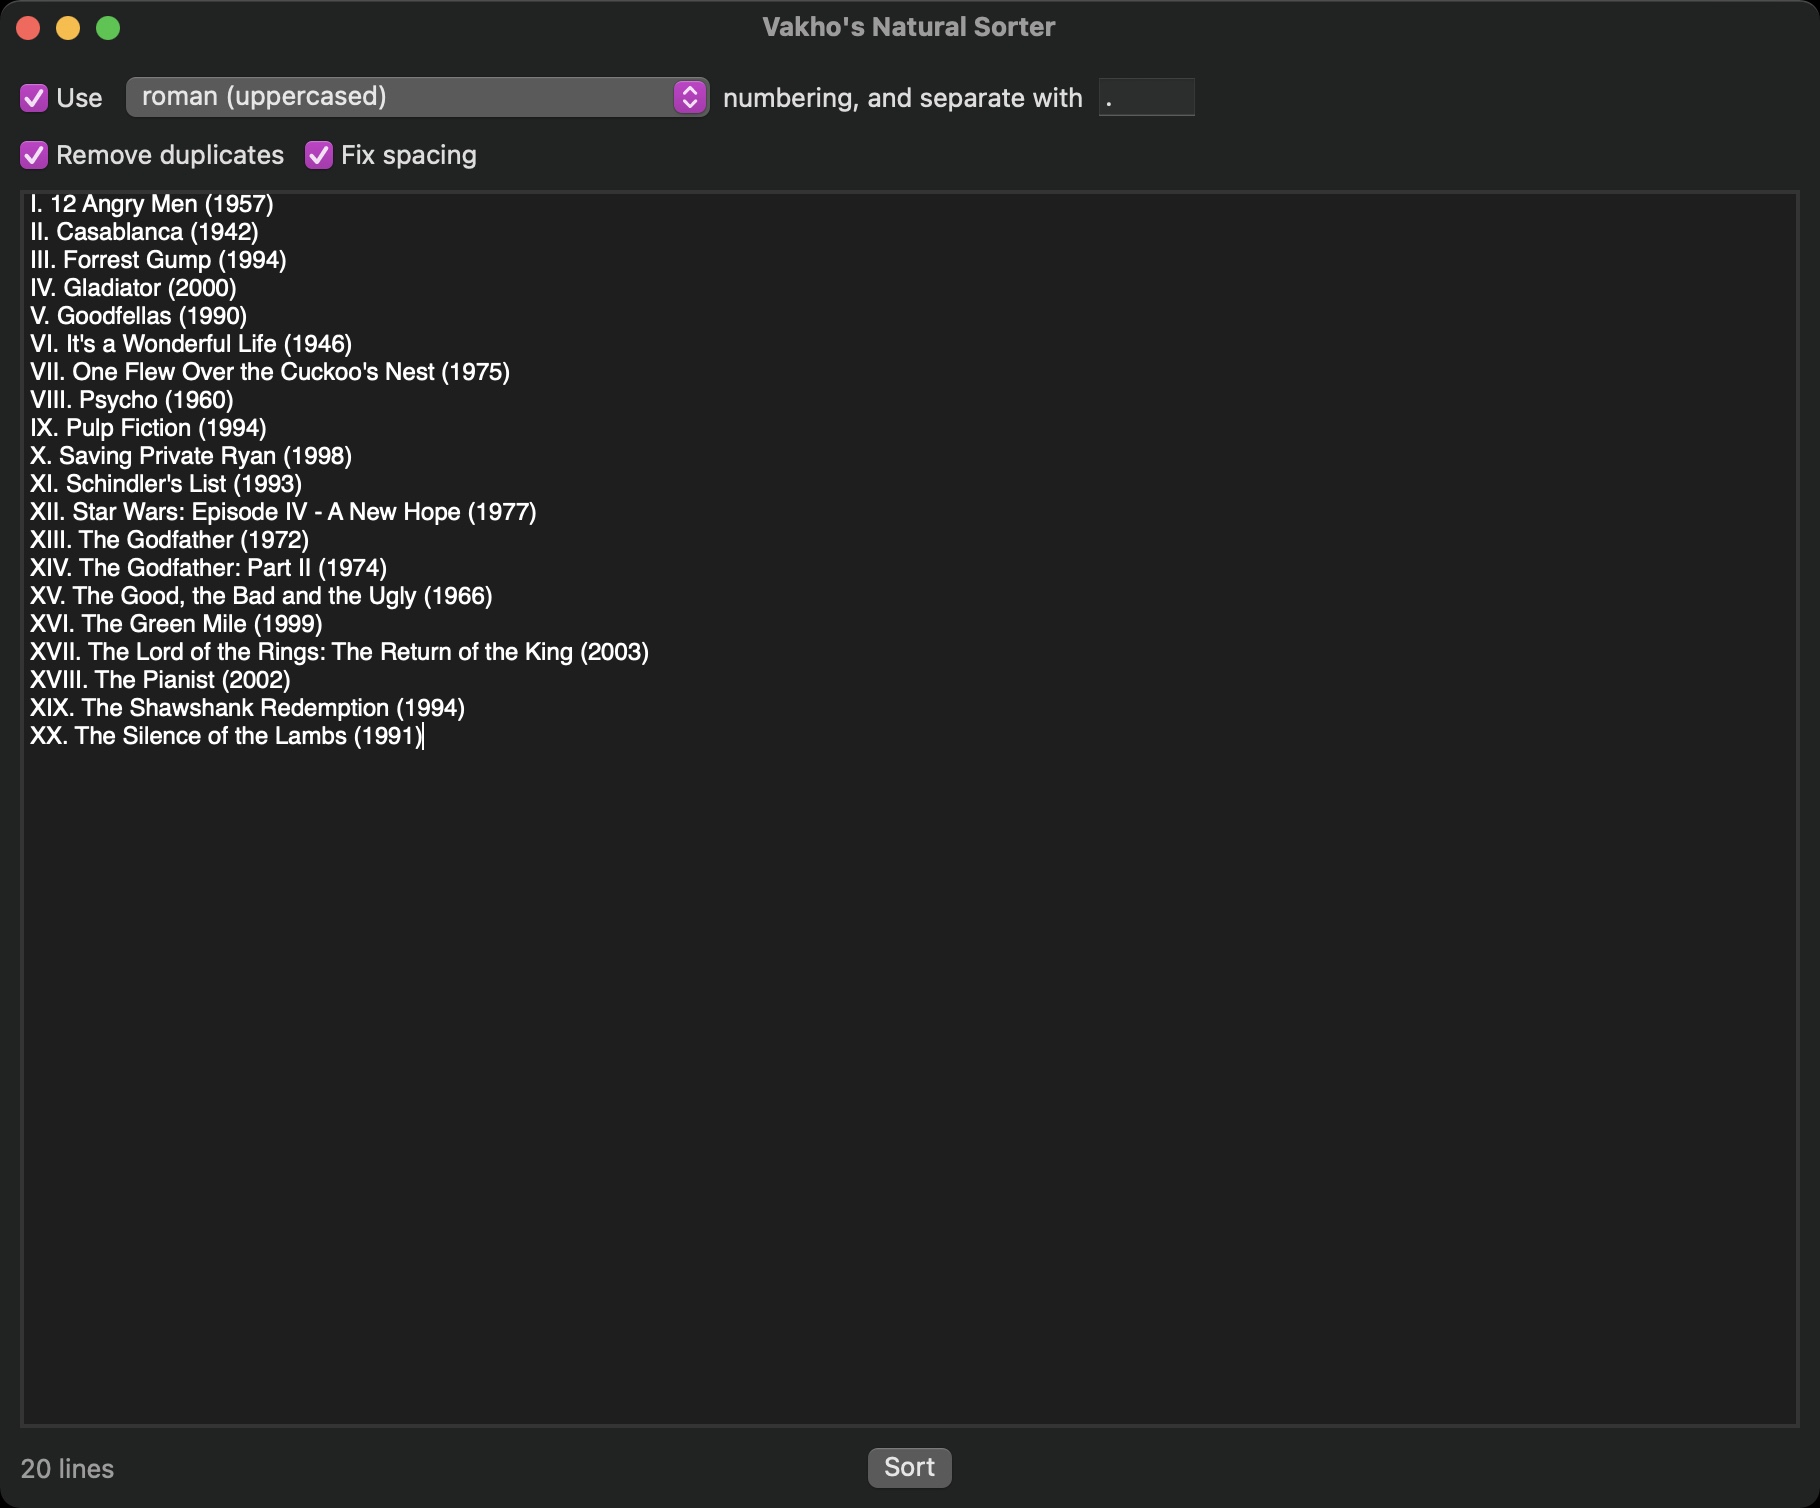 Vakho's Natural Sorter
Use roman (uppercased) numbering, and separate with .
Remove duplicates Fix spacing
I. 12 Angry Men (1957)
II. Casablanca (1942)
III. Forrest Gump (1994)
IV. Gladiator (2000)
V. Goodfellas (1990)
VI. It's a Wonderful Life (1946)
VII. One Flew Over the Cuckoo's Nest (1975)
VIII. Psycho (1960)
IX. Pulp Fiction (1994)
X. Saving Private Ryan (1998)
XI. Schindler's List (1993)
XII. Star Wars: Episode IV - A New Hope (1977)
XIII. The Godfather (1972)
XIV. The Godfather: Part II (1974)
XV. The Good, the Bad and the Ugly (1966)
XVI. The Green Mile (1999)
XVII. The Lord of the Rings: The Return of the King (2003)
XVIII. The Pianist (2002)
XIX. The Shawshank Redemption (1994)
XX. The Silence of the Lambs (1991)
20 lines Sort